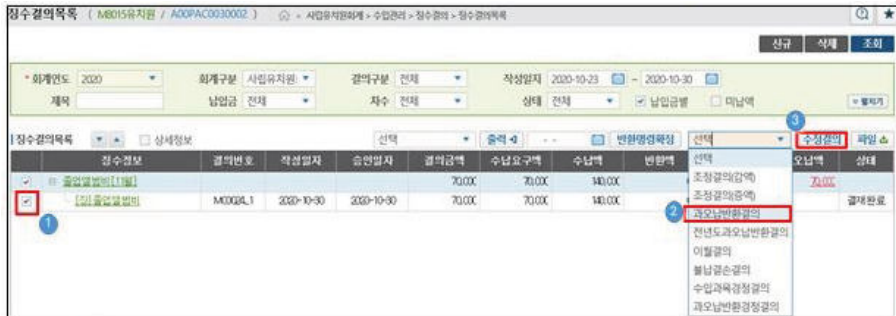 징수결의목록 ( M8015유치원 / A00PAC0030002 ) 사립유치원회계 > 수입관리 > 징수결의 > 징수결의목록
신규 삭제 조회
* 회계연도 2020 회계구분 사립유치원 결의구분 전체 작성일자 2020-10-23 - 2020-10-30
제목 납입금 전체 차수 전체 상태 전체 납입금별 미납액 펼치기
3
징수결의목록 상세정보 선택 출력 - - 반환명령확정 선택 수정결의 파일
징수정보 결의번호 작성일자 승인일자 결의금액 수납요구액 수납액 반환액 오납액 상태
졸업앨범비[11월] 70,00 70,00 140,00 70,00
[징]졸업앨범비 M00024_1 2020-10-30 2020-10-30 70,00 70,00 140,00 결재완료
1
선택
조정결의(감액)
조정결의(증액)
2 과오납반환결의
전년도과오납반환결의
이월결의
불납결손결의
수입과목경정결의
과오납반환경정결의